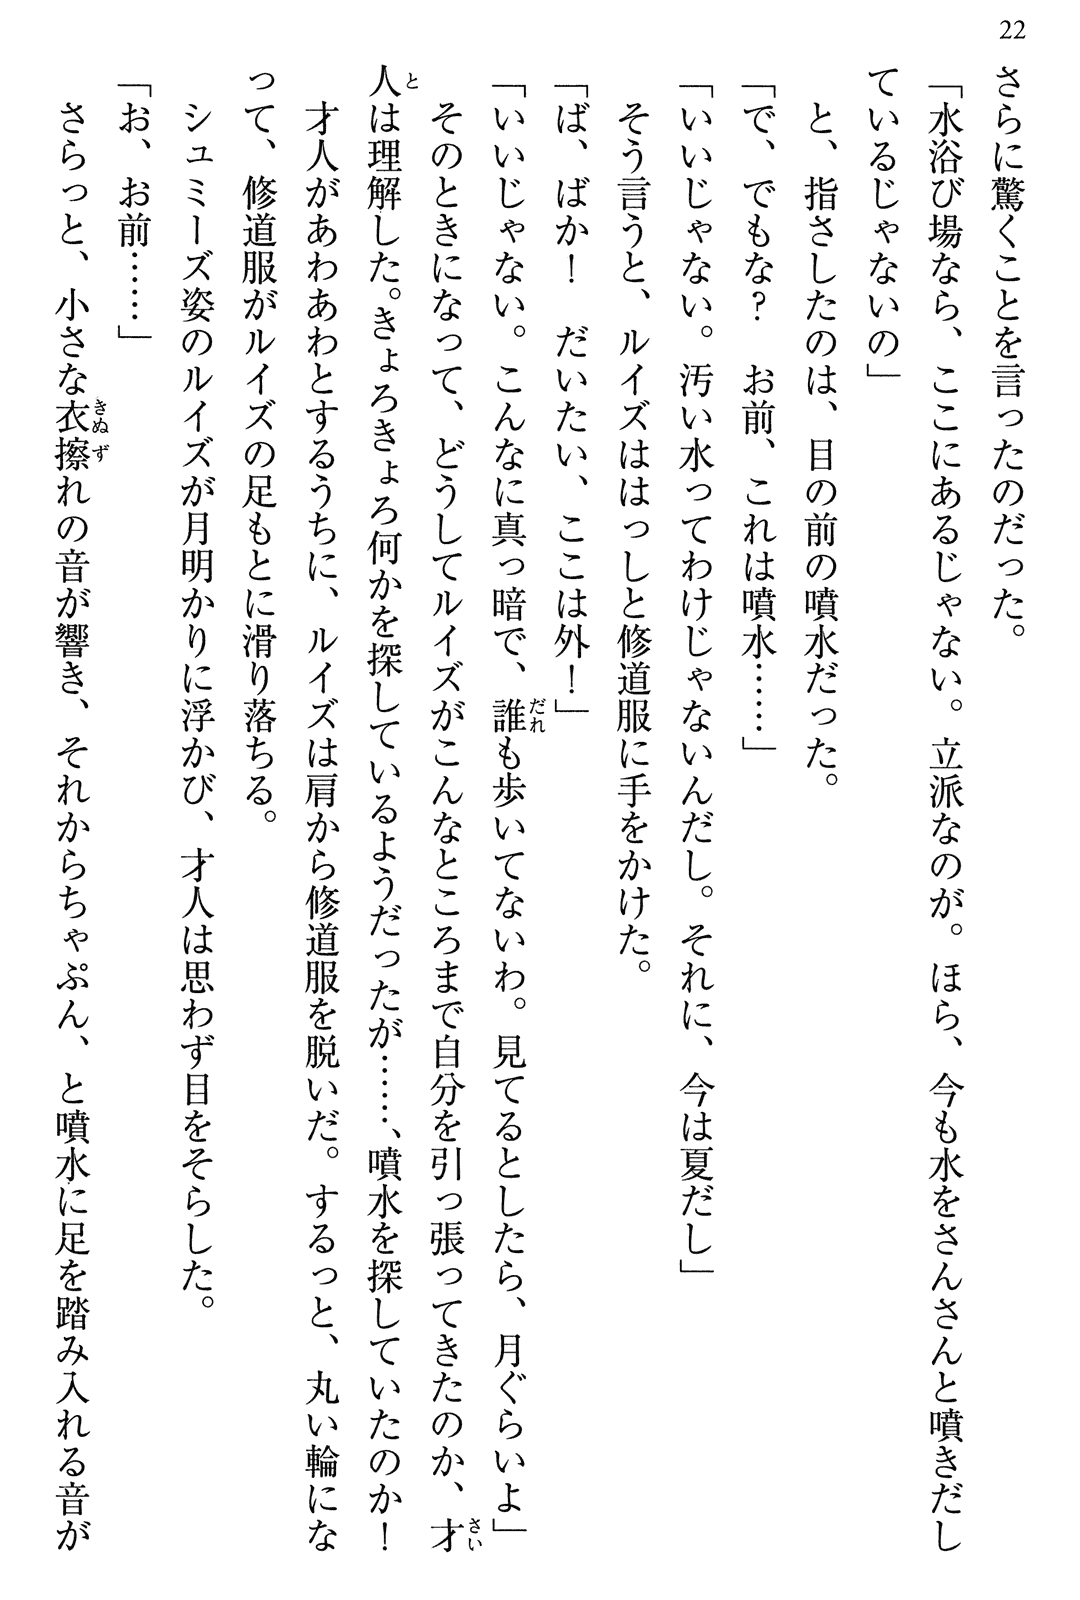 22
さらに驚くことを言ったのだった。
「水浴び場なら、ここにあるじゃない。立派なのが。ほら、今も水をさんさんと噴きだし
ているじゃないの」
と、指さしたのは、目の前の噴水だった。
「で、でもな？　お前、これは噴水……」
「いいじゃない。汚い水ってわけじゃないんだし。それに、今は夏だし」
そう言うと、ルイズははっしと修道服に手をかけた。
「ば、ばか！　だいたい、ここは外！」
「いいじゃない。こんなに真っ暗で、誰も歩いてないわ。見てるとしたら、月ぐらいよ」
そのときになって、どうしてルイズがこんなところまで自分を引っ張ってきたのか、才
人は理解した。きょろきょろ何かを探しているようだったが……、噴水を探していたのか！
才人があわあわとするうちに、ルイズは肩から修道服を脱いだ。するっと、丸い輪にな
って、修道服がルイズの足もとに滑り落ちる。
シュミーズ姿のルイズが月明かりに浮かび、才人は思わず目をそらした。
「お、お前……」
さらっと、小さな衣擦れの音が響き、それからちゃぷん、と噴水に足を踏み入れる音が